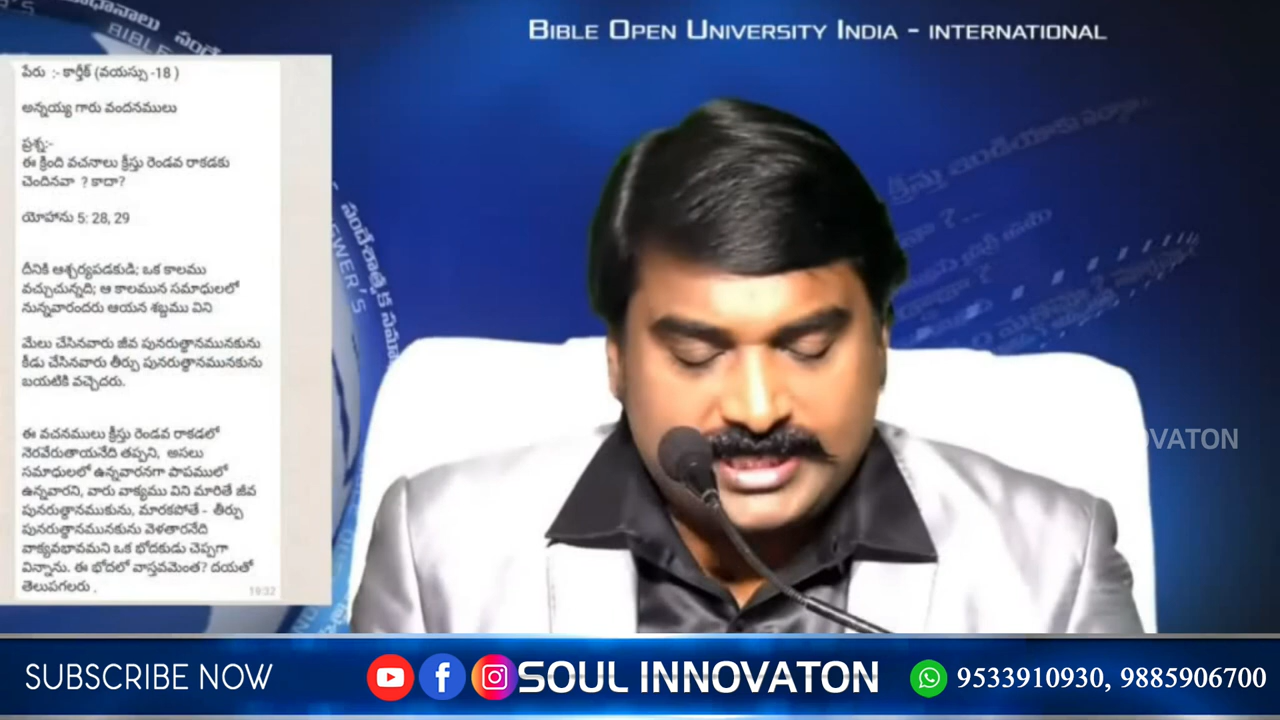 BIBLE OPEN UNIVERSITY INDIA - INTERNATIONAL
పేరు :- కార్తీక్ (వయస్సు -18 )
అన్నయ్య గారు వందనములు
ప్రశ్న:-
ఈ క్రింది వచనాలు క్రీస్తు రెండవ రాకడకు
చెందినవా ? కాదా?
యోహాను 5: 28, 29
దీనికి ఆశ్చర్యపడకుడి; ఒక కాలము
వచ్చుచున్నది; ఆ కాలమున సమాధులలో
నున్నవారందరు ఆయన శబ్దము విని
మేలు చేసినవారు జీవ పునరుత్థానమునకును
కీడు చేసినవారు తీర్పు పునరుత్థానమునకును
బయటికి వచ్చెదరు.
ఈ వచనములు క్రీస్తు రెండవ రాకడలో
నెరవేరుతాయనేది తప్పని, అసలు
సమాధులలో ఉన్నవారనగా పాపములో
ఉన్నవారని, వారు వాక్యము విని మారితే జీవ
పునరుత్థానముకును, మారకపోతే - తీర్పు
పునరుత్థానమునకును వెళతారనేది
వాక్యవభావమని ఒక భోదకుడు చెప్పగా
విన్నాను. ఈ భోదలో వాస్తవమెంత? దయతో
తెలుపగలరు .
19:32
BIBLE
OVATON
SUBSCRIBE NOW
SOUL INNOVATON
9533910930, 9885906700